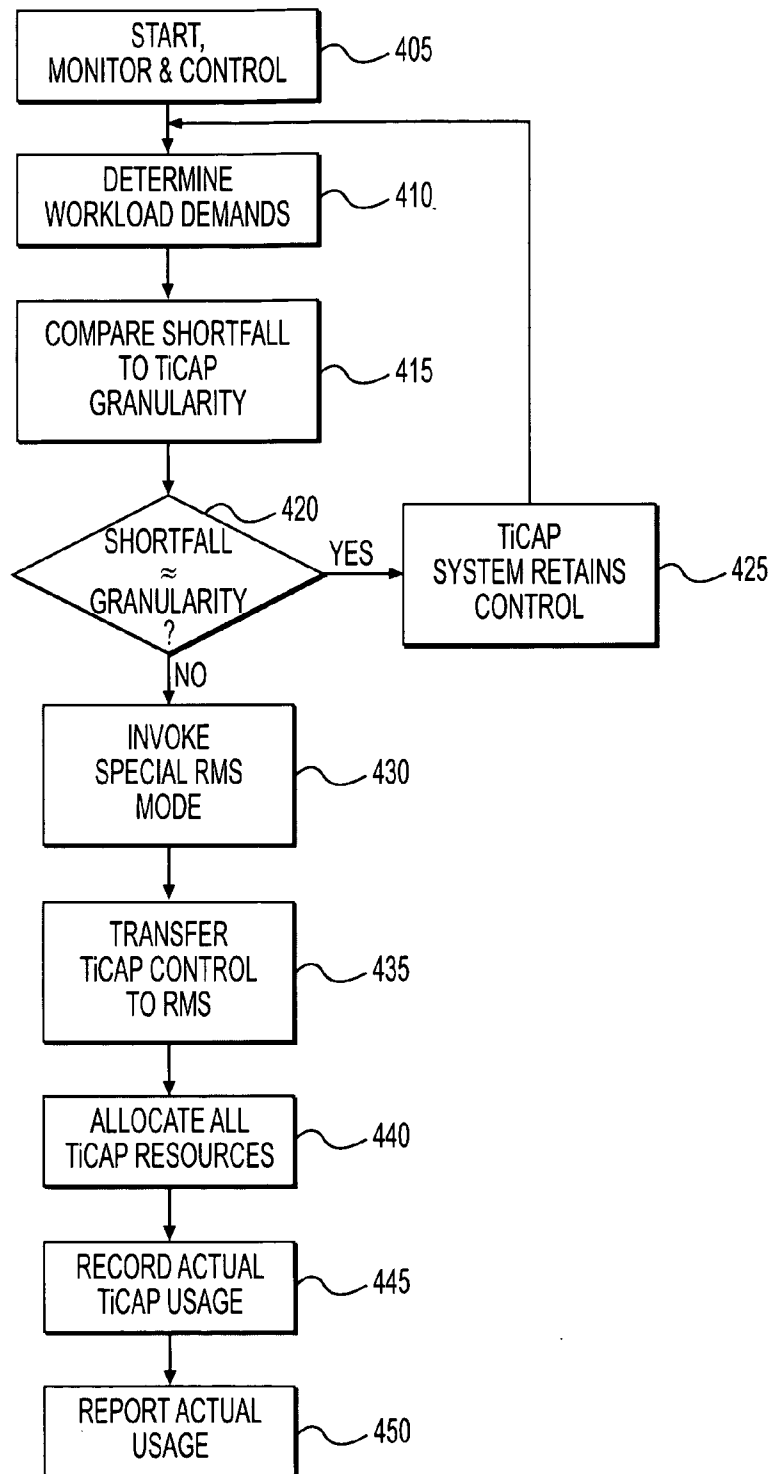 START,
MONITOR & CONTROL
405
DETERMINE
WORKLOAD DEMANDS
410
COMPARE SHORTFALL
TO TiCAP
GRANULARITY
415
420
SHORTFALL
≈
GRANULARITY
?
YES
TiCAP
SYSTEM RETAINS
CONTROL
425
NO
INVOKE
SPECIAL RMS
MODE
430
TRANSFER
TiCAP CONTROL
TO RMS
435
ALLOCATE ALL
TiCAP RESOURCES
440
RECORD ACTUAL
TiCAP USAGE
445
REPORT ACTUAL
USAGE
450